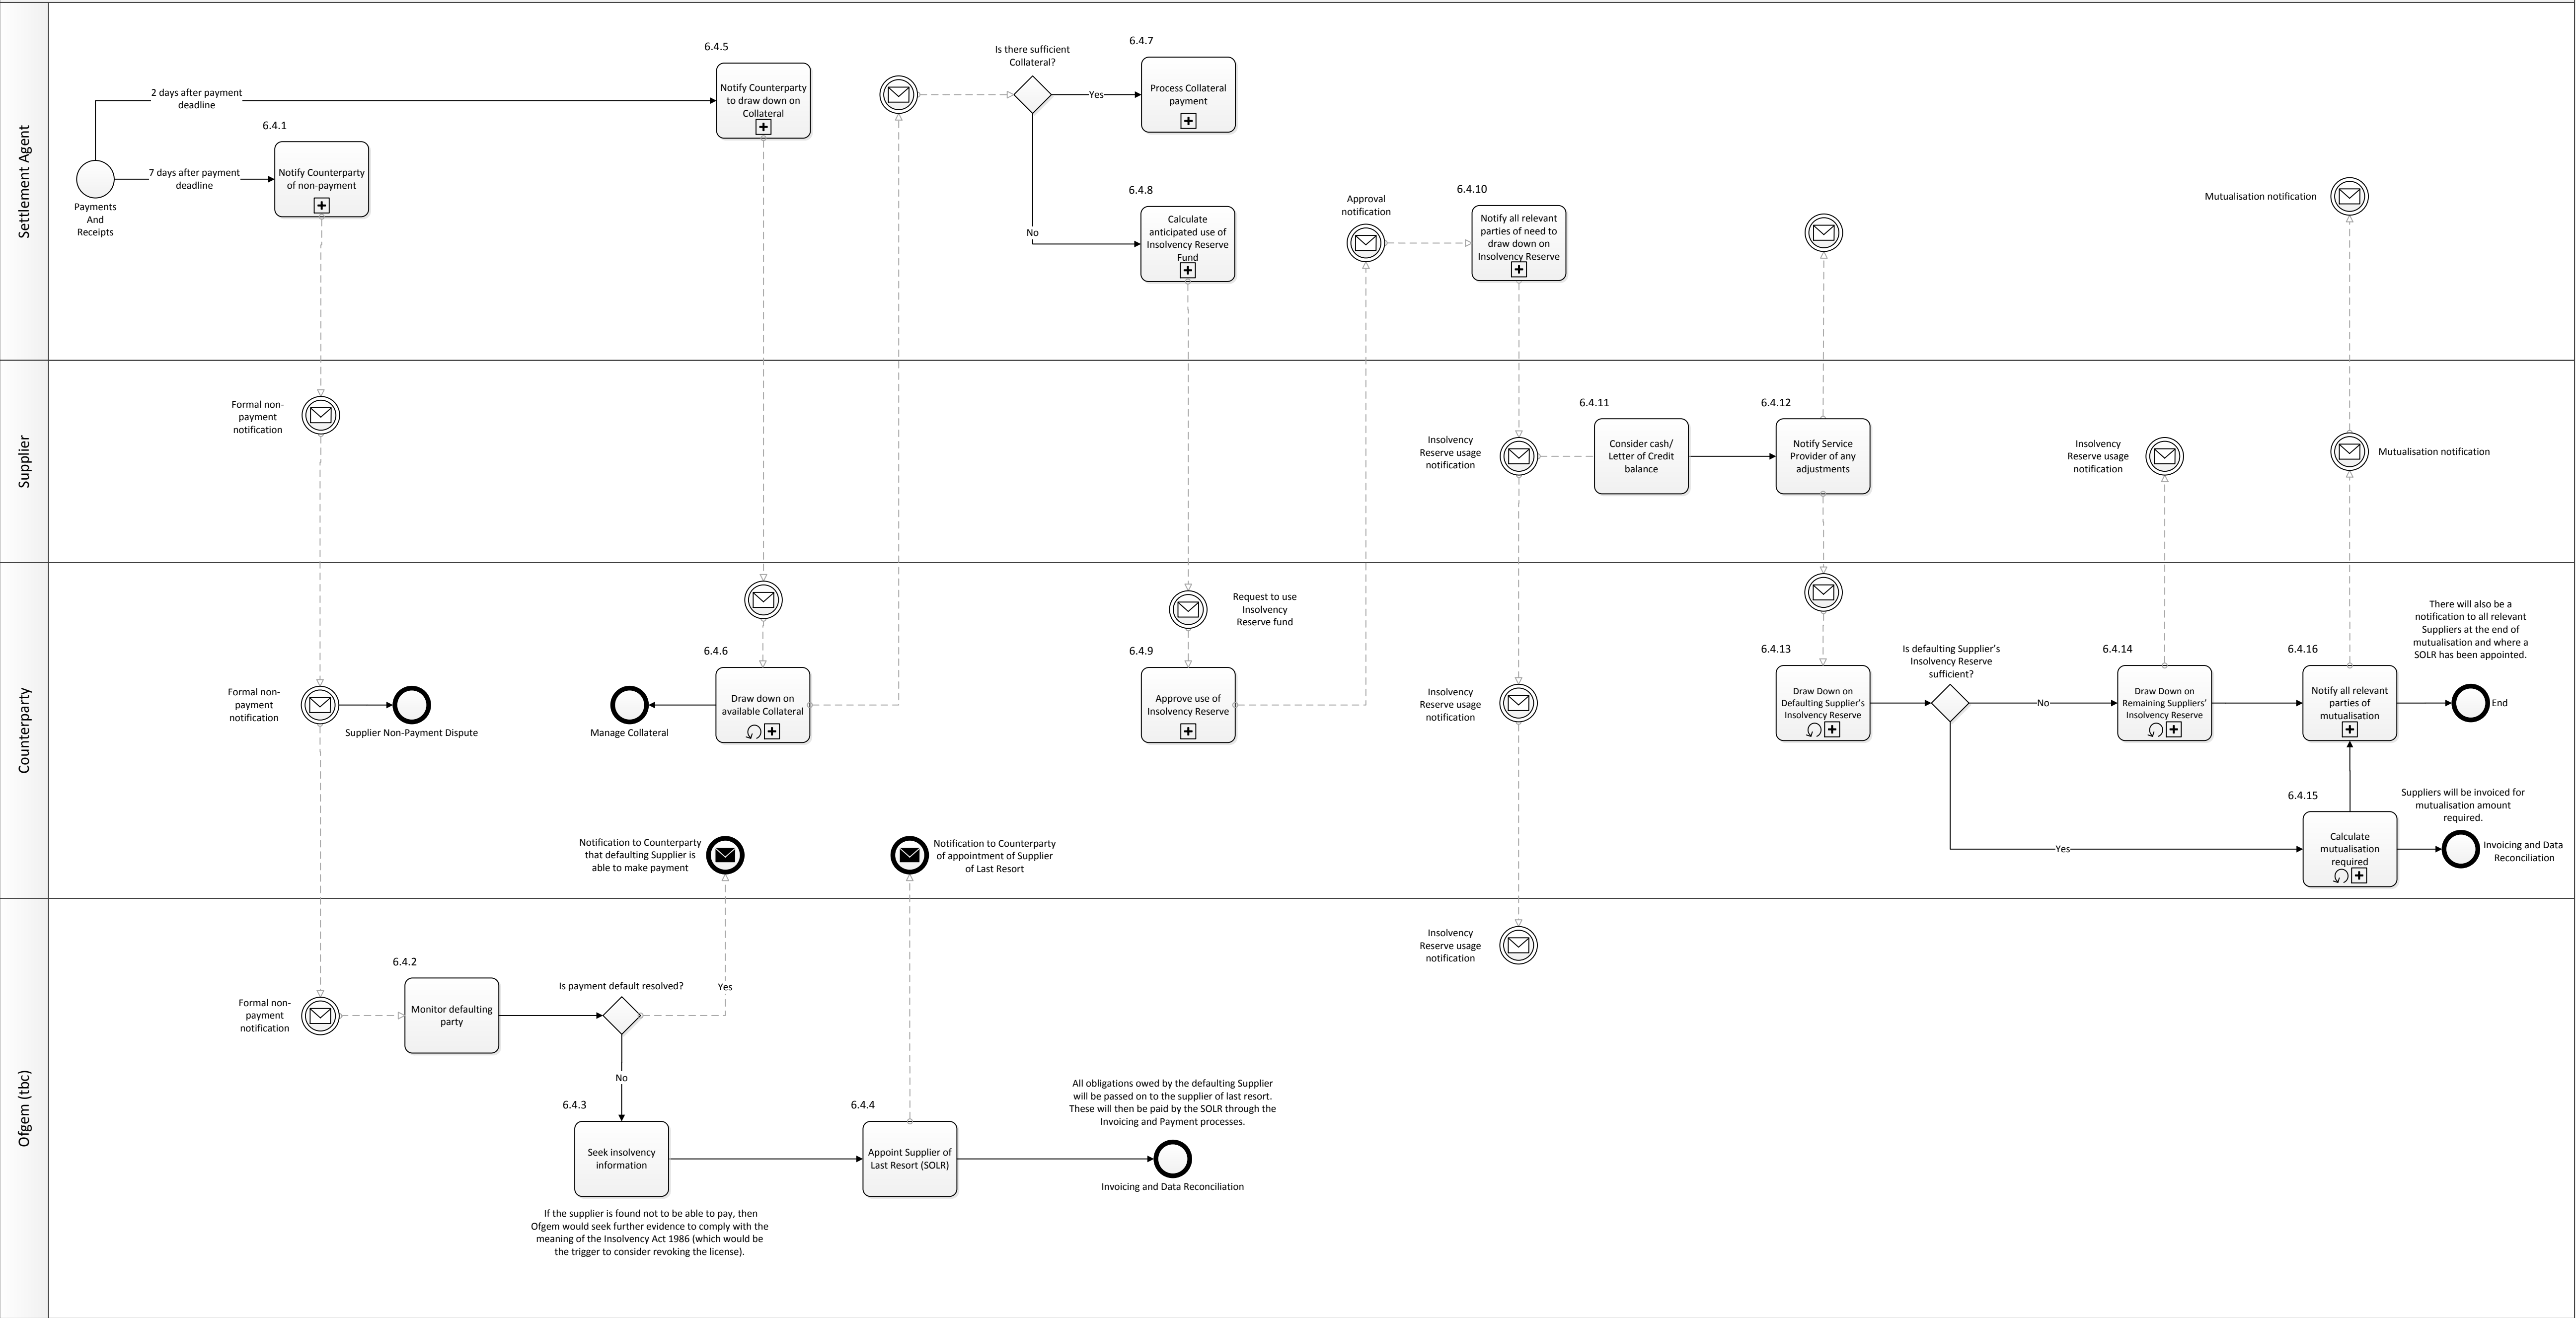 Settlement Agent
6.4.5
Notify Counterparty
to draw down on
Collateral
Is there sufficient
Collateral?
6.4.7
Process Collateral
payment
Yes
2 days after payment
deadline
6.4.1
Notify Counterparty
of non-payment
7 days after payment
deadline
Payments
And
Receipts
No
6.4.8
Calculate
anticipated use of
Insolvency Reserve
Fund
Approval
notification
6.4.10
Notify all relevant
parties of need to
draw down on
Insolvency Reserve
Mutualisation notification
Supplier
Formal non-
payment
notification
Insolvency
Reserve usage
notification
6.4.11
Consider cash/
Letter of Credit
balance
6.4.12
Notify Service
Provider of any
adjustments
Insolvency
Reserve usage
notification
Mutualisation notification
Counterparty
Formal non-
payment
notification
Supplier Non-Payment Dispute
Manage Collateral
6.4.6
Draw down on
available Collateral
Request to use
Insolvency
Reserve fund
6.4.9
Approve use of
Insolvency Reserve
Insolvency
Reserve usage
notification
6.4.13
Draw Down on
Defaulting Supplier’s
Insolvency Reserve
Is defaulting Supplier’s
Insolvency Reserve
sufficient?
No
6.4.14
Draw Down on
Remaining Suppliers’
Insolvency Reserve
6.4.16
Notify all relevant
parties of
mutualisation
There will also be a
notification to all relevant
Suppliers at the end of
mutualisation and where a
SOLR has been appointed.
End
Yes
6.4.15
Calculate
mutualisation
required
Suppliers will be invoiced for
mutualisation amount
required.
Invoicing and Data
Reconciliation
Notification to Counterparty
that defaulting Supplier is
able to make payment
Notification to Counterparty
of appointment of Supplier
of Last Resort
Ofgem (tbc)
Formal non-
payment
notification
6.4.2
Monitor defaulting
party
Is payment default resolved?
Yes
No
6.4.3
Seek insolvency
information
If the supplier is found not to be able to pay, then
Ofgem would seek further evidence to comply with the
meaning of the Insolvency Act 1986 (which would be
the trigger to consider revoking the license).
6.4.4
Appoint Supplier of
Last Resort (SOLR)
All obligations owed by the defaulting Supplier
will be passed on to the supplier of last resort.
These will then be paid by the SOLR through the
Invoicing and Payment processes.
Invoicing and Data Reconciliation
Insolvency
Reserve usage
notification